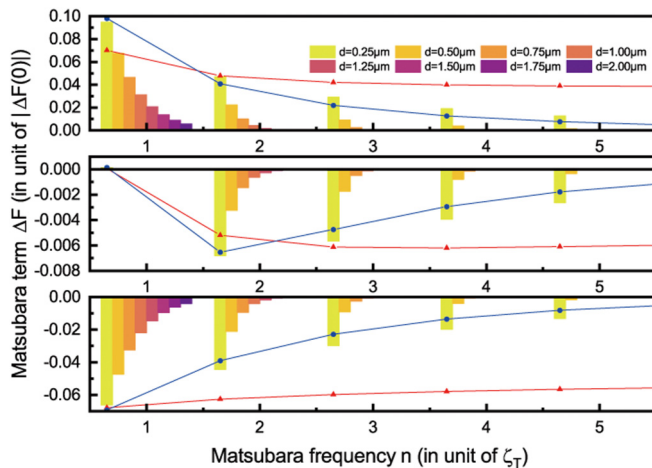 Matsubara term ΔF (in unit of |ΔF(0)|)
0.10
0.08
0.06
0.04
0.02
0.00
d=0.25μm d=0.50μm d=0.75μm d=1.00μm
d=1.25μm d=1.50μm d=1.75μm d=2.00μm
1 2 3 4 5
0.000
-0.002
-0.004
-0.006
-0.008
1 2 3 4 5
0.00
-0.02
-0.04
-0.06
1 2 3 4 5
Matsubara frequency n (in unit of ζT)